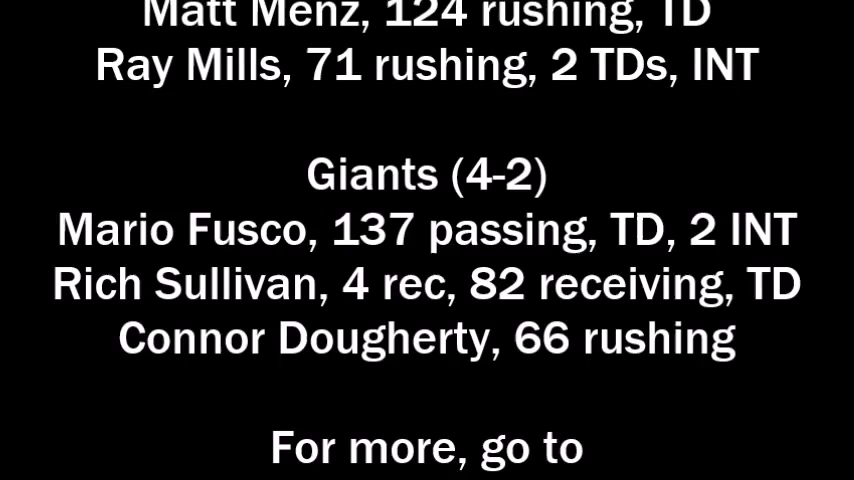 Matt Menz, 124 rushing, TD
Ray Mills, 71 rushing, 2 TDs, INT
Giants (4-2)
Mario Fusco, 137 passing, TD, 2 INT
Rich Sullivan, 4 rec, 82 receiving, TD
Connor Dougherty, 66 rushing
For more, go to